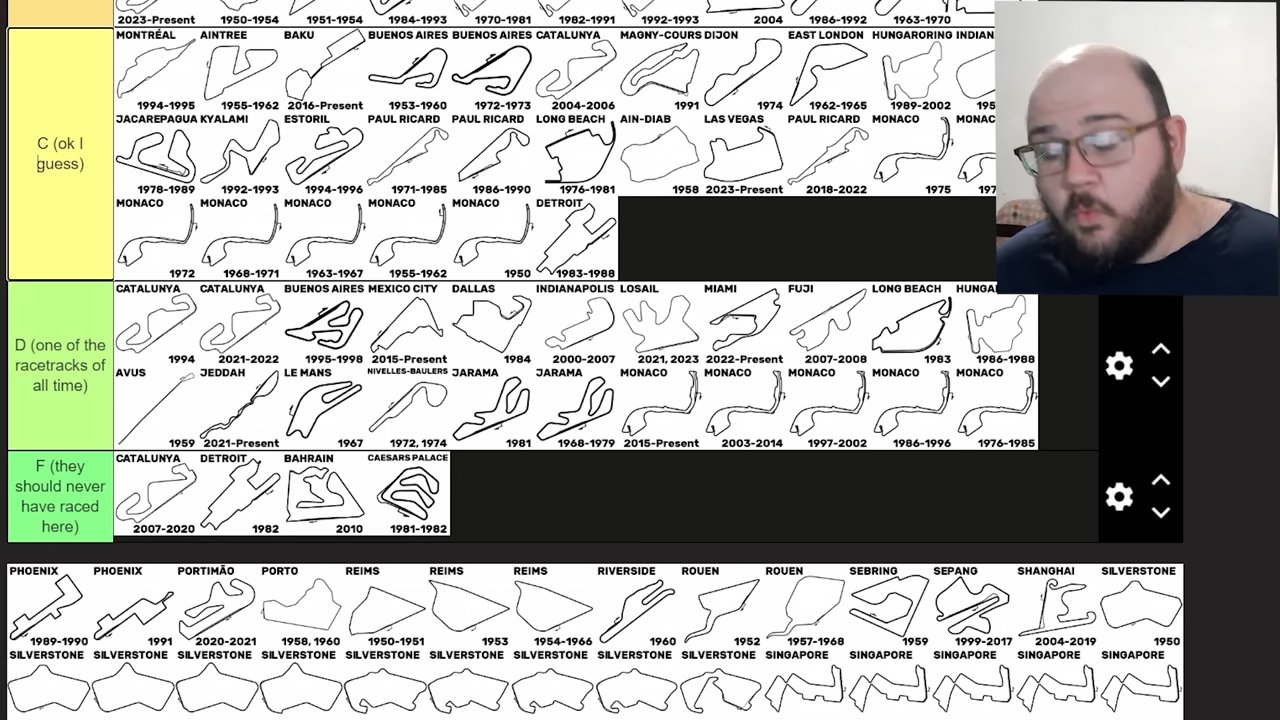 2023-Present 1950-1954 1951-1954 1984-1993 1970-1981 1982-1991 1992-1993 2004 1986-1992 1963-1970
C (ok I
guess)
MONTRÉAL AINTREE BAKU BUENOS AIRES BUENOS AIRES CATALUNYA MAGNY-COURS DIJON EAST LONDON HUNGARORING INDIAN
1994-1995 1955-1962 2016-Present 1953-1960 1972-1973 2004-2006 1991 1974 1962-1965 1989-2002 195
JACAREPAGUA KYALAMI ESTORIL PAUL RICARD PAUL RICARD LONG BEACH AIN-DIAB LAS VEGAS PAUL RICARD MONACO MONAC
1978-1989 1992-1993 1994-1996 1971-1985 1986-1990 1976-1981 1958 2023-Present 2018-2022 1975 197
MONACO MONACO MONACO MONACO MONACO DETROIT
1972 1968-1971 1963-1967 1955-1962 1950 1983-1988
D (one of the
racetracks of
all time)
CATALUNYA CATALUNYA BUENOS AIRES MEXICO CITY DALLAS INDIANAPOLIS LOSAIL MIAMI FUJI LONG BEACH HUNGA
1994 2021-2022 1995-1998 2015-Present 1984 2000-2007 2021, 2023 2022-Present 2007-2008 1983 1986-1988
AVUS JEDDAH LE MANS NIVELLES-BAULERS JARAMA JARAMA MONACO MONACO MONACO MONACO MONACO
1959 2021-Present 1967 1972, 1974 1981 1968-1979 2015-Present 2003-2014 1997-2002 1986-1996 1976-1985
F (they
should never
have raced
here)
CATALUNYA DETROIT BAHRAIN CAESARS PALACE
2007-2020 1982 2010 1981-1982
PHOENIX PHOENIX PORTIMÃO PORTO REIMS REIMS REIMS RIVERSIDE ROUEN ROUEN SEBRING SEPANG SHANGHAI SILVERSTONE
1989-1990 1991 2020-2021 1958, 1960 1950-1951 1953 1954-1966 1960 1952 1957-1968 1959 1999-2017 2004-2019 1950
SILVERSTONE SILVERSTONE SILVERSTONE SILVERSTONE SILVERSTONE SILVERSTONE SILVERSTONE SILVERSTONE SILVERSTONE SINGAPORE SINGAPORE SINGAPORE SINGAPORE SINGAPORE